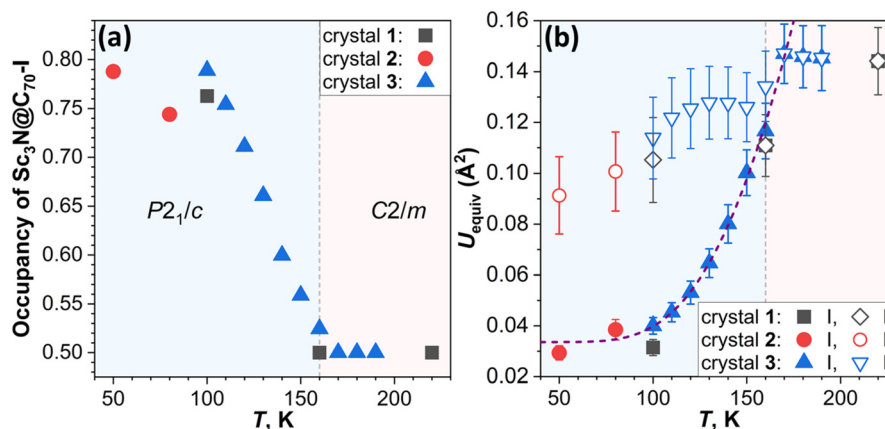 (a)
crystal 1:
crystal 2:
crystal 3:
Occupancy of Sc₃N@C₇₀-I
0.80
0.75
0.70
0.65
0.60
0.55
0.50
P2₁/c
C2/m
50
100
150
200
T, K
(b)
U_equiv (Å²)
0.16
0.14
0.12
0.10
0.08
0.06
0.04
0.02
crystal 1: I,
crystal 2: I,
crystal 3: I,
50
100
150
200
T, K